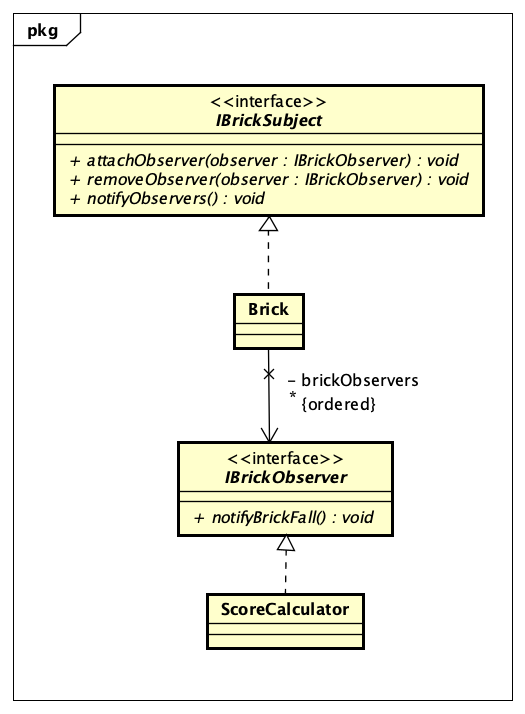 pkg
<<interface>>
IBrickSubject
+ attachObserver(observer : IBrickObserver) : void
+ removeObserver(observer : IBrickObserver) : void
+ notifyObservers() : void
Brick
- brickObservers
* {ordered}
<<interface>>
IBrickObserver
+ notifyBrickFall() : void
ScoreCalculator